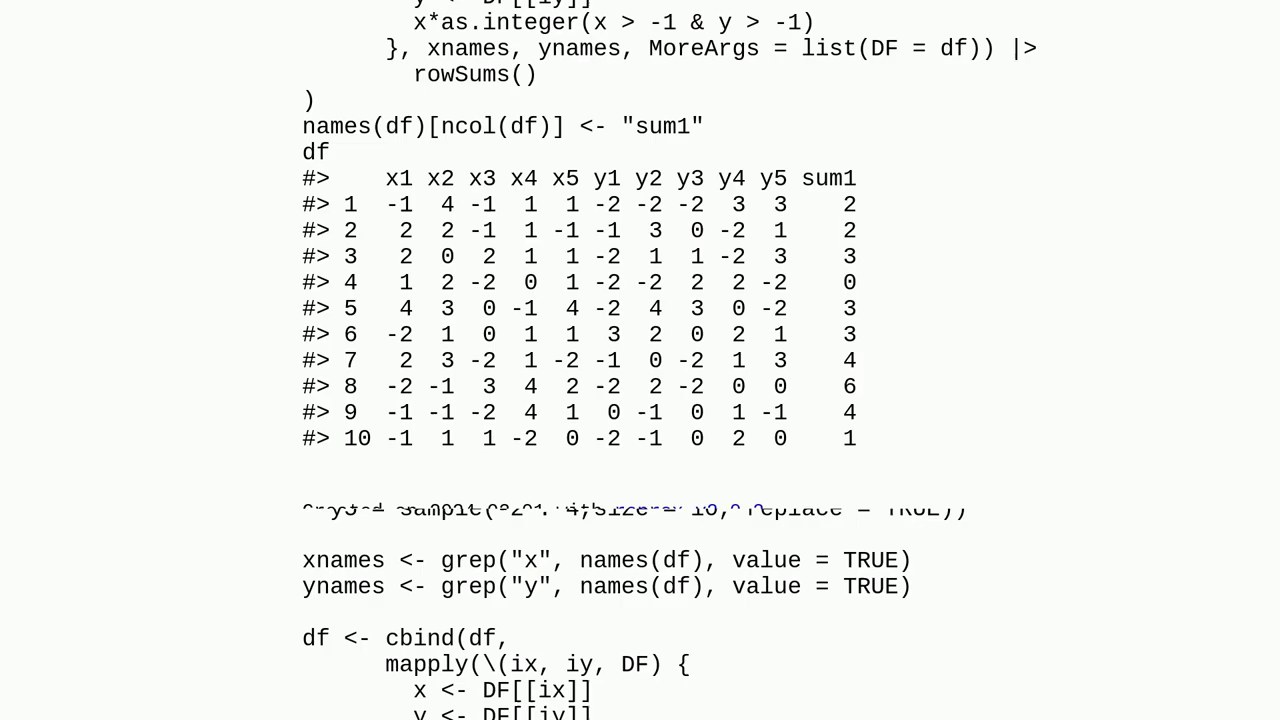 x*as.integer(x > -1 & y > -1)
}, xnames, ynames, MoreArgs = list(DF = df)) |>
rowSums()
)
names(df)[ncol(df)] <- "sum1"
df
#>    x1 x2 x3 x4 x5 y1 y2 y3 y4 y5 sum1
#> 1  -1  4 -1  1  1 -2 -2 -2  3  3    2
#> 2   2  2 -1  1 -1 -1  3  0 -2  1    2
#> 3   2  0  2  1  1 -2  1  1 -2  3    3
#> 4   1  2 -2  0  1 -2 -2  2  2 -2    0
#> 5   4  3  0 -1  4 -2  4  3  0 -2    3
#> 6  -2  1  0  1  1  3  2  0  2  1    3
#> 7   2  3 -2  1 -2 -1  0 -2  1  3    4
#> 8  -2 -1  3  4  2 -2  2 -2  0  0    6
#> 9  -1 -1 -2  4  1  0 -1  0  1 -1    4
#> 10 -1  1  1 -2  0 -2 -1  0  2  0    1
xnames <- grep("x", names(df), value = TRUE)
ynames <- grep("y", names(df), value = TRUE)
df <- cbind(df,
mapply(\(ix, iy, DF) {
x <- DF[[ix]]
y <- DF[[iy]]